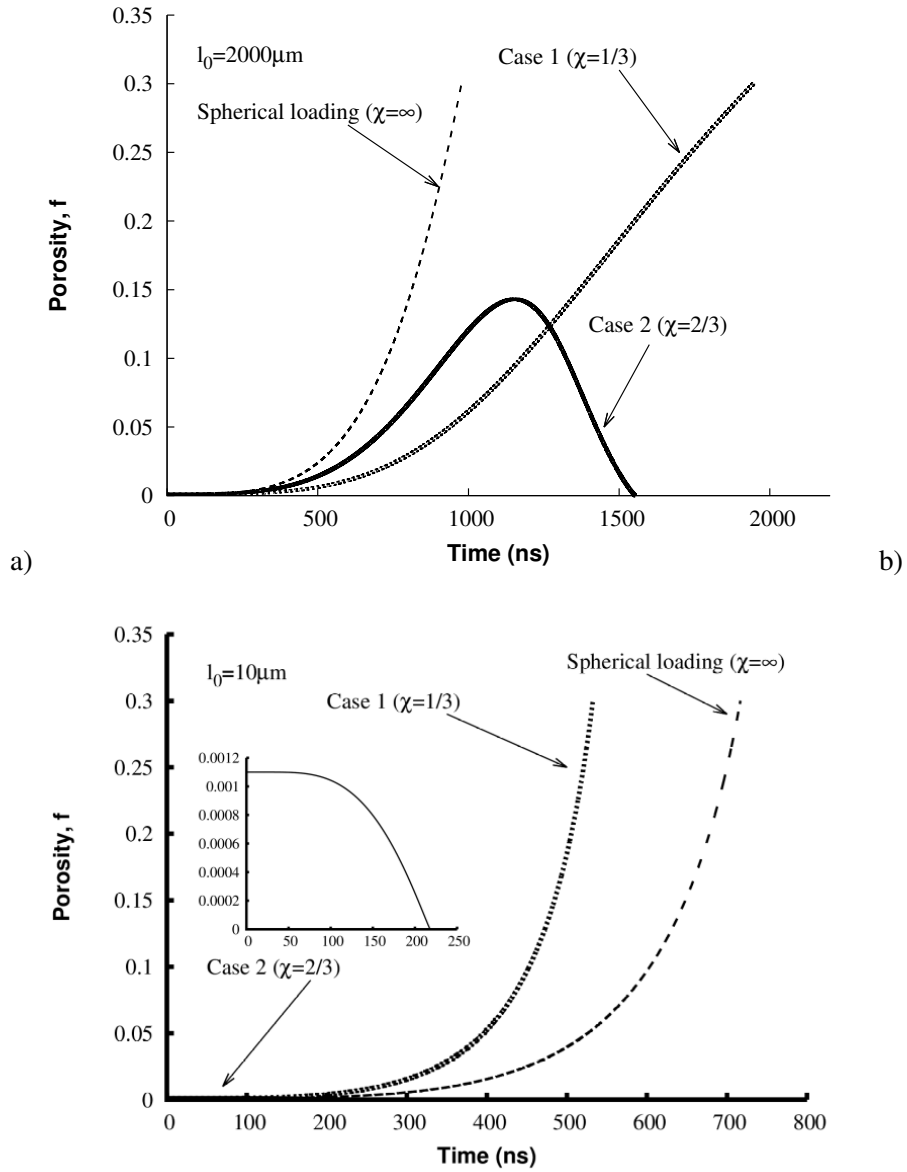 0.35
l0=2000μm
Case 1 (χ=1/3)
0.3
Spherical loading (χ=∞)
0.25
0.2
Porosity, f
0.15
Case 2 (χ=2/3)
0.1
0.05
0
0 500 1000 1500 2000
Time (ns)
a)
b)
0.35
l0=10μm
Spherical loading (χ=∞)
Case 1 (χ=1/3)
0.3
0.25
0.2
Porosity, f
0.15
0.1
0.05
0
0.0012
0.001
0.0008
0.0006
0.0004
0.0002
0
0 50 100 150 200 250
Case 2 (χ=2/3)
0 100 200 300 400 500 600 700 800
Time (ns)